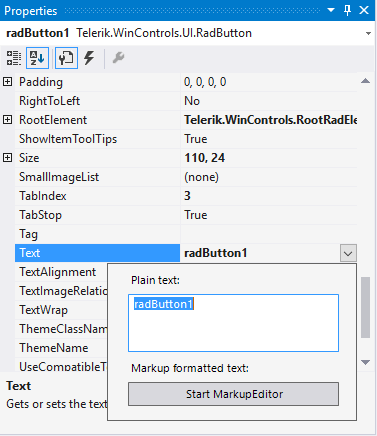 Properties
radButton1 Telerik.WinControls.UI.RadButton
Padding 0, 0, 0, 0
RightToLeft No
RootElement Telerik.WinControls.RootRadEle
ShowItemToolTips True
Size 110, 24
SmallImageList (none)
TabIndex 3
TabStop True
Tag
Text radButton1
TextAlignment
TextImageRelatio
TextWrap
ThemeClassNam
ThemeName
UseCompatibleTe
Plain text:
radButton1
Markup formatted text:
Start MarkupEditor
Text
Gets or sets the text